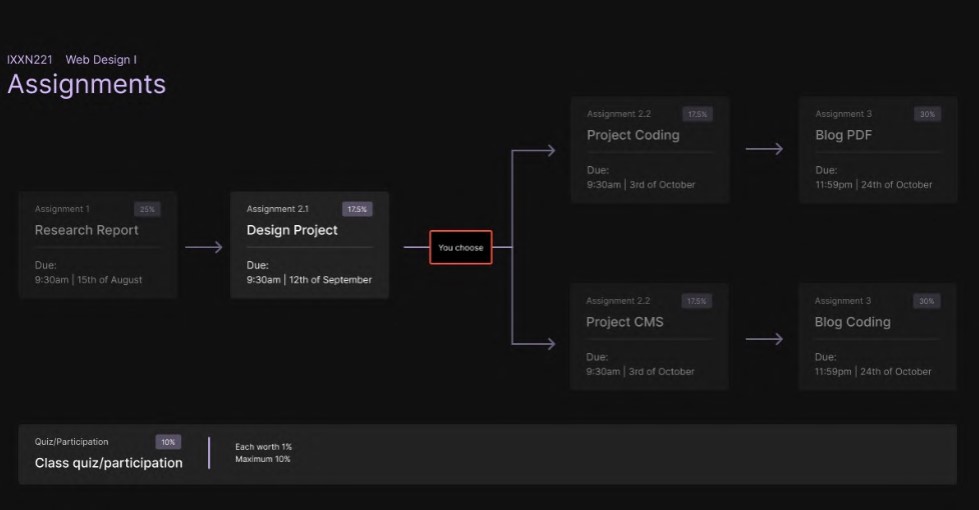 IXXN221 Web Design I
Assignments
Assignment 1 25%
Research Report
Due:
9:30am | 15th of August
Assignment 2.1 17.5%
Design Project
Due:
9:30am | 12th of September
You choose
Assignment 2.2 17.5%
Project Coding
Due:
9:30am | 3rd of October
Assignment 3 30%
Blog PDF
Due:
11:59pm | 24th of October
Assignment 2.2 17.5%
Project CMS
Due:
9:30am | 3rd of October
Assignment 3 30%
Blog Coding
Due:
11:59pm | 24th of October
Quiz/Participation 10%
Class quiz/participation
Each worth 1%
Maximum 10%